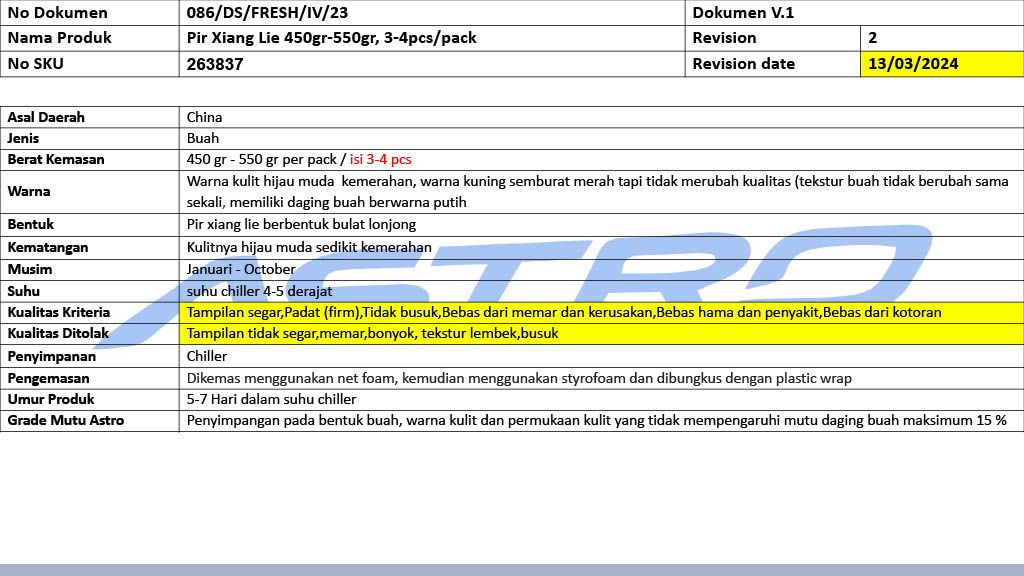 No Dokumen 086/DS/FRESH/IV/23 Dokumen V.1
Nama Produk Pir Xiang Lie 450gr-550gr, 3-4pcs/pack Revision 2
No SKU 263837 Revision date 13/03/2024
Asal Daerah China
Jenis Buah
Berat Kemasan 450 gr - 550 gr per pack / isi 3-4 pcs
Warna Warna kulit hijau muda  kemerahan, warna kuning semburat merah tapi tidak merubah kualitas (tekstur buah tidak berubah sama
sekali, memiliki daging buah berwarna putih
Bentuk Pir xiang lie berbentuk bulat lonjong
Kematangan Kulitnya hijau muda sedikit kemerahan
Musim Januari - October
Suhu suhu chiller 4-5 derajat
Kualitas Kriteria Tampilan segar,Padat (firm),Tidak busuk,Bebas dari memar dan kerusakan,Bebas hama dan penyakit,Bebas dari kotoran
Kualitas Ditolak Tampilan tidak segar,memar,bonyok, tekstur lembek,busuk
Penyimpanan Chiller
Pengemasan Dikemas menggunakan net foam, kemudian menggunakan styrofoam dan dibungkus dengan plastic wrap
Umur Produk 5-7 Hari dalam suhu chiller
Grade Mutu Astro Penyimpangan pada bentuk buah, warna kulit dan permukaan kulit yang tidak mempengaruhi mutu daging buah maksimum 15 %
ASTRO